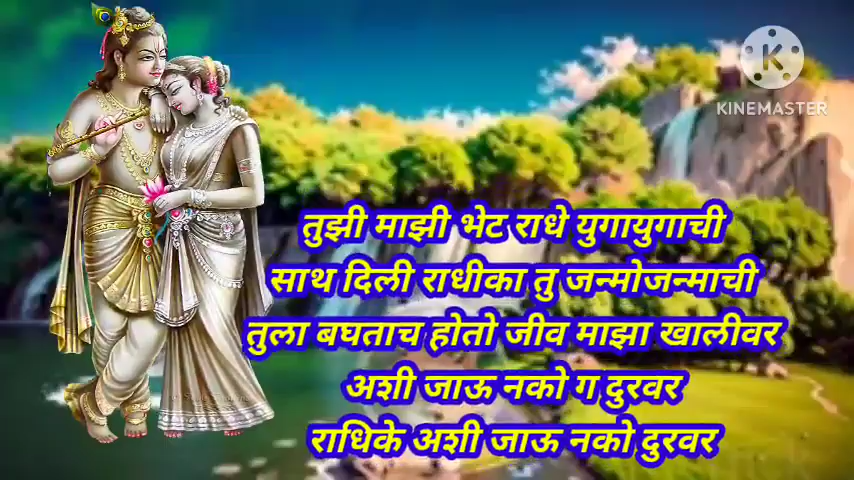 KINEMASTER
तुझी माझी भेट राधे युगायुगाची
साथ दिली राधीका तु जन्मोजन्माची
तुला बघताच होतो जीव माझा खालीवर
अशी जाऊ नको ग दुरवर
राधिके अशी जाऊ नको दुरवर